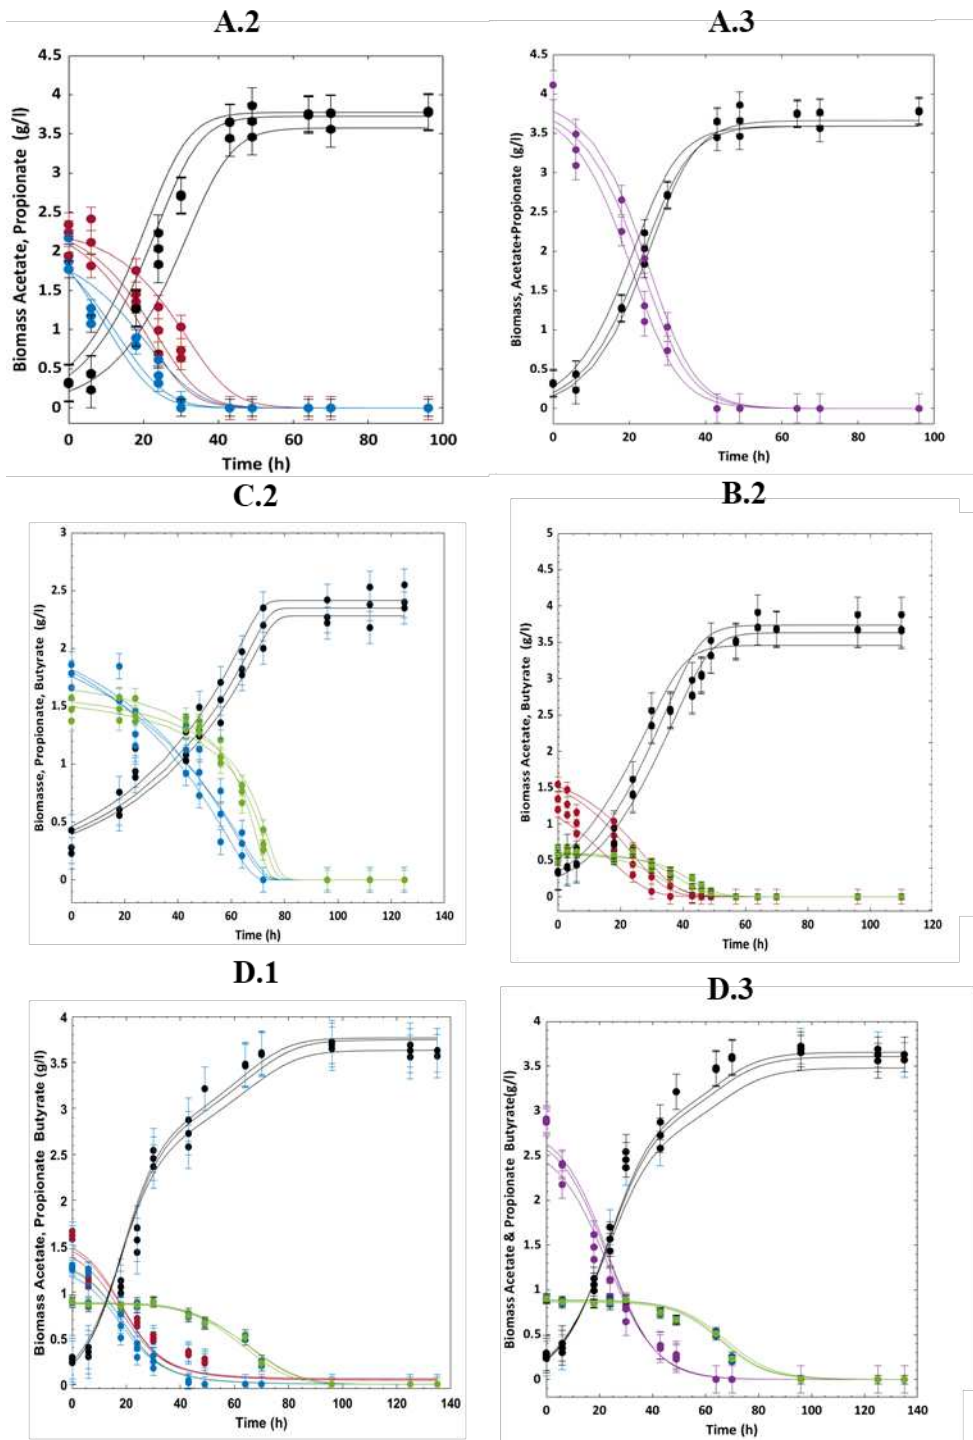 A.2
Biomass Acetate, Propionate (g/l)
4.5
4
3.5
3
2.5
2
1.5
1
0.5
0
0 20 40 60 80 100
Time (h)
A.3
Biomass, Acetate+Propionate (g/l)
4.5
4
3.5
3
2.5
2
1.5
1
0.5
0
0 20 40 60 80 100
Time (h)
C.2
Biomasse, Propionate, Butyrate (g/l)
3
2.5
2
1.5
1
0.5
0
0 20 40 60 80 100 120 140
Time (h)
B.2
Biomass Acetate, Butyrate (g/l)
5
4.5
4
3.5
3
2.5
2
1.5
1
0.5
0
0 20 40 60 80 100 120
Time (h)
D.1
Biomass Acetate, Propionate Butyrate (g/l)
4
3.5
3
2.5
2
1.5
1
0.5
0
0 20 40 60 80 100 120 140
Time (h)
D.3
Biomass Acetate & Propionate Butyrate(g/l)
4
3.5
3
2.5
2
1.5
1
0.5
0
0 20 40 60 80 100 120 140
Time (h)